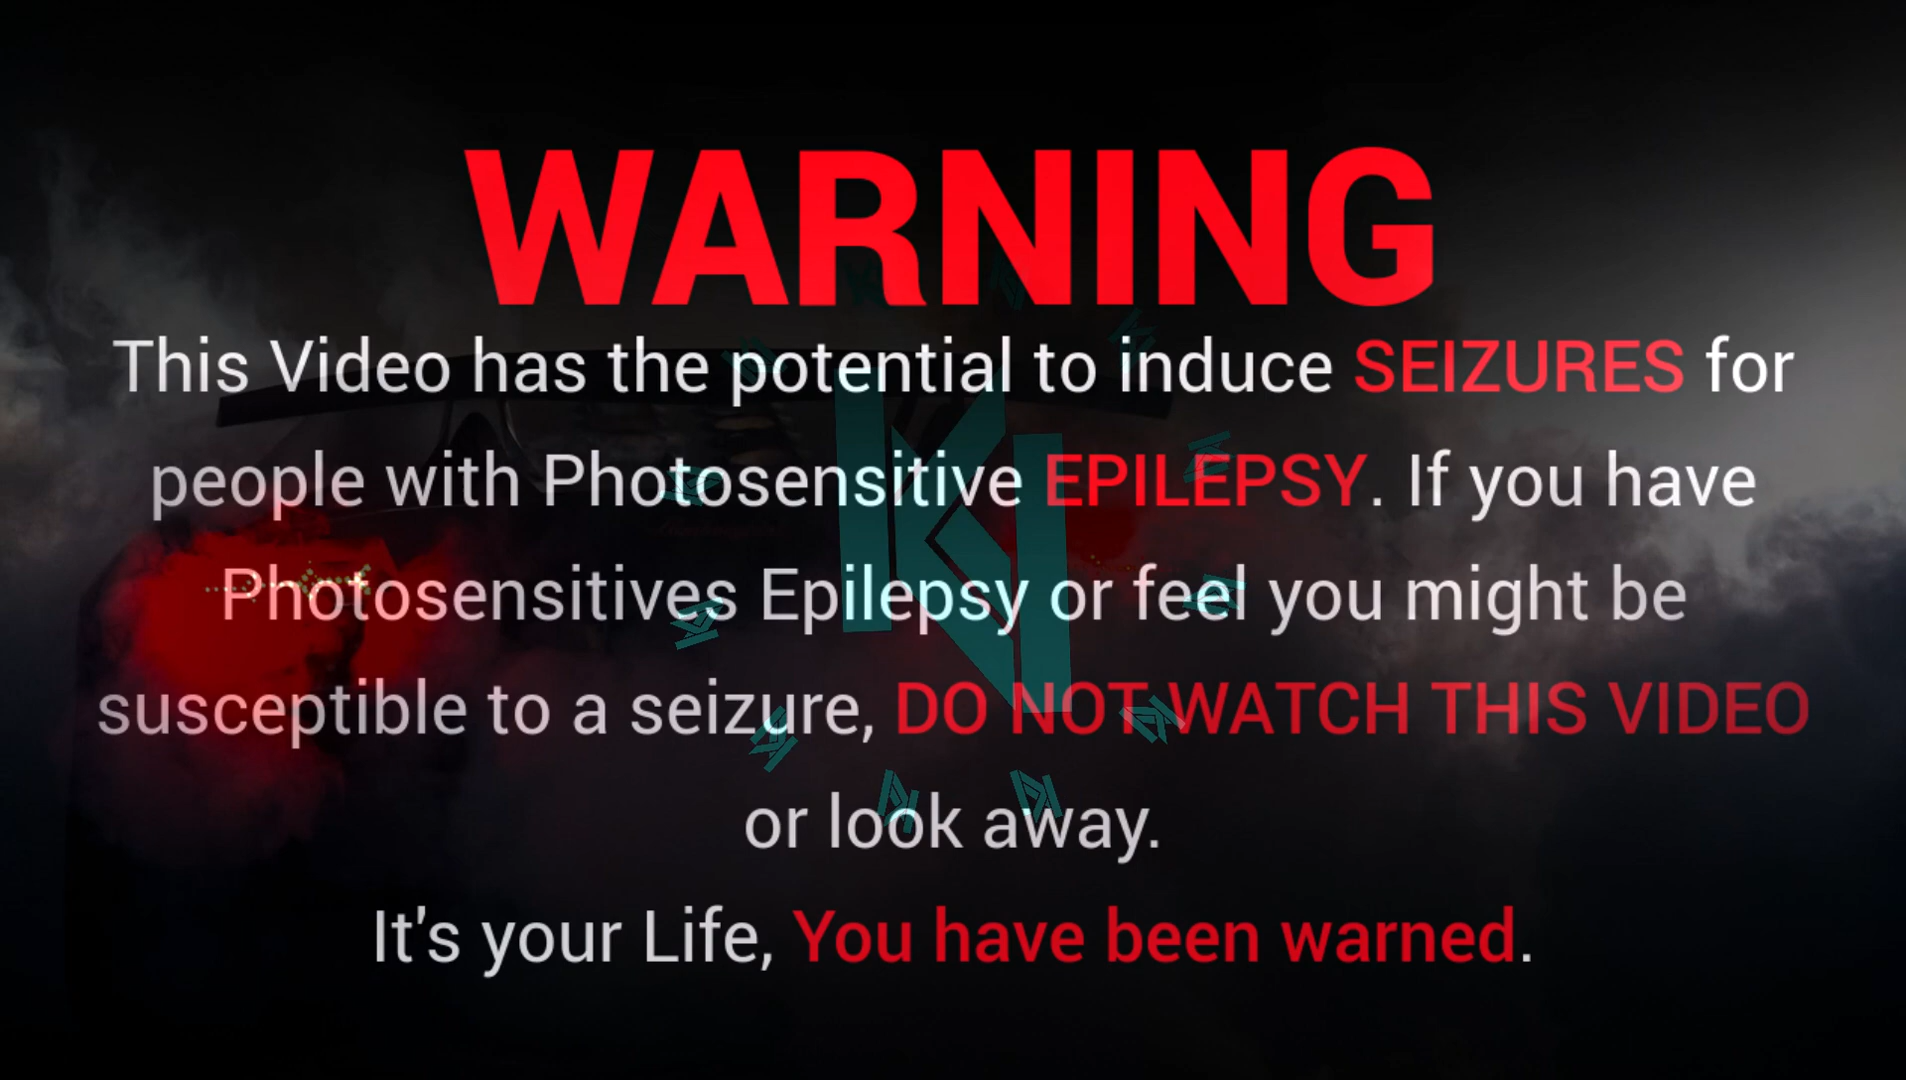 WARNING
This Video has the potential to induce SEIZURES for
people with Photosensitive EPILEPSY. If you have
Photosensitives Epilepsy or feel you might be
susceptible to a seizure, DO NOT WATCH THIS VIDEO
or look away.
It's your Life, You have been warned.